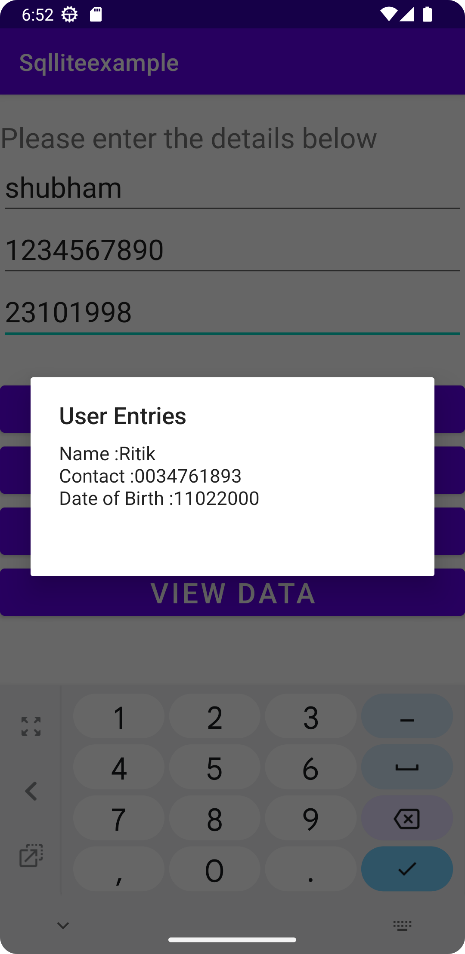 6:52
Sqlliteexample
Please enter the details below
shubham
1234567890
23101998
User Entries
Name :Ritik
Contact :0034761893
Date of Birth :11022000
VIEW DATA
1 2 3 -
4 5 6
7 8 9
, 0 .